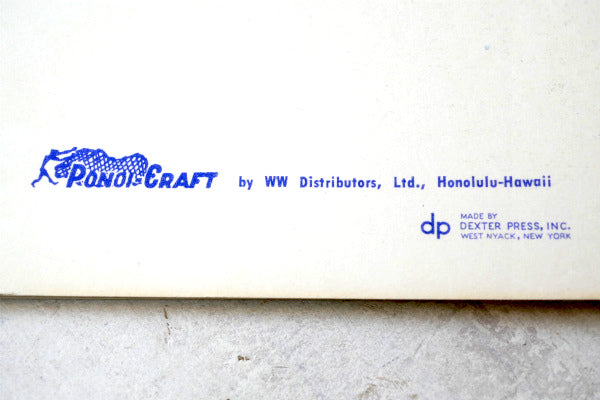 PONOI-CRAFT by WW Distributors, Ltd., Honolulu-Hawaii
dp MADE BY
DEXTER PRESS, INC.
WEST NYACK, NEW YORK